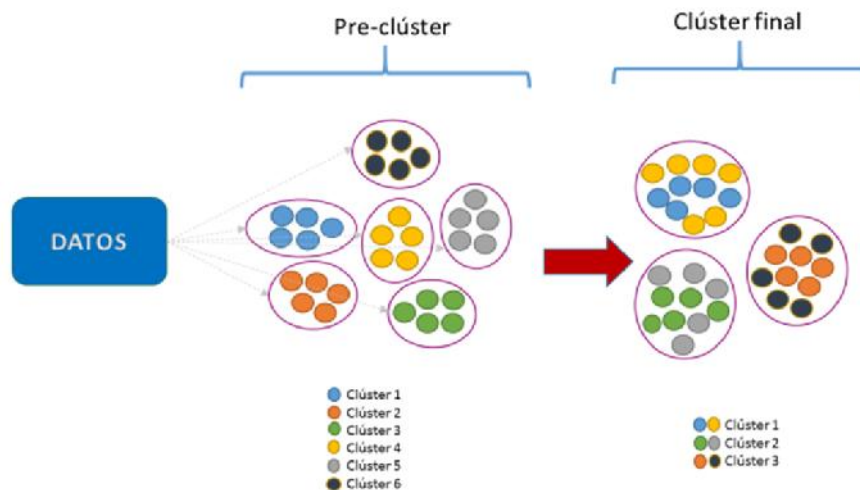 Pre-clúster
Clúster final
DATOS
Clúster 1
Clúster 2
Clúster 3
Clúster 4
Clúster 5
Clúster 6
Clúster 1
Clúster 2
Clúster 3